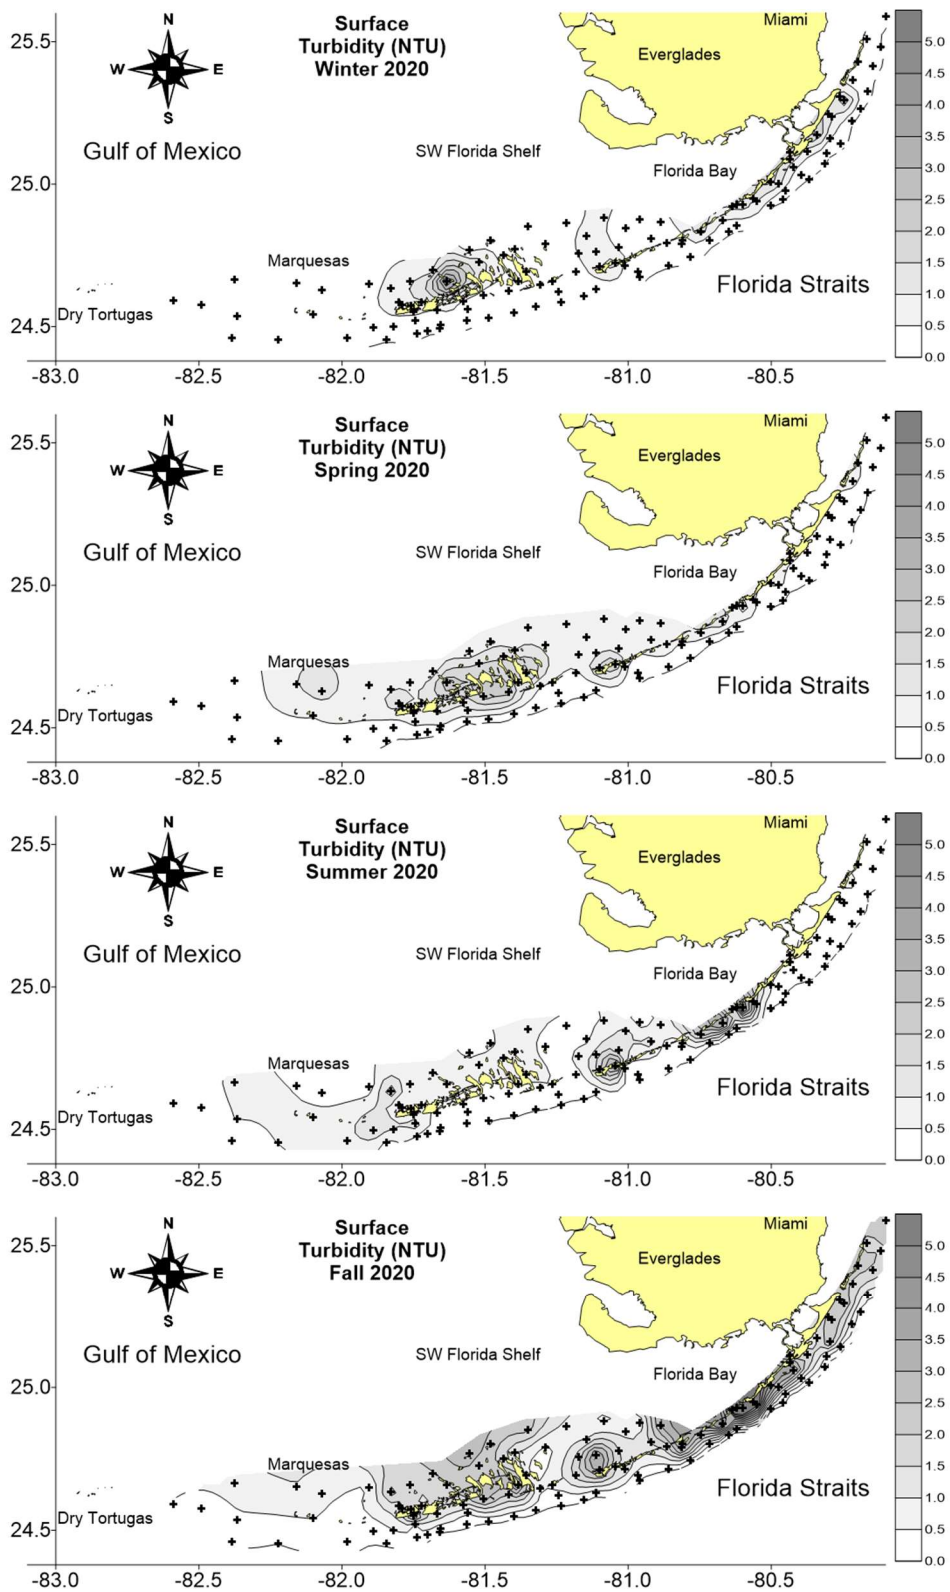 Surface
Turbidity (NTU)
Winter 2020
N
W E
S
Miami
Everglades
Gulf of Mexico
SW Florida Shelf
Florida Bay
Marquesas
Florida Straits
Dry Tortugas
25.5
25.0
24.5
-83.0 -82.5 -82.0 -81.5 -81.0 -80.5
5.0
4.5
4.0
3.5
3.0
2.5
2.0
1.5
1.0
0.5
0.0
Surface
Turbidity (NTU)
Spring 2020
N
W E
S
Miami
Everglades
Gulf of Mexico
SW Florida Shelf
Florida Bay
Marquesas
Florida Straits
Dry Tortugas
25.5
25.0
24.5
-83.0 -82.5 -82.0 -81.5 -81.0 -80.5
5.0
4.5
4.0
3.5
3.0
2.5
2.0
1.5
1.0
0.5
0.0
Surface
Turbidity (NTU)
Summer 2020
N
W E
S
Miami
Everglades
Gulf of Mexico
SW Florida Shelf
Florida Bay
Marquesas
Florida Straits
Dry Tortugas
25.5
25.0
24.5
-83.0 -82.5 -82.0 -81.5 -81.0 -80.5
5.0
4.5
4.0
3.5
3.0
2.5
2.0
1.5
1.0
0.5
0.0
Surface
Turbidity (NTU)
Fall 2020
N
W E
S
Miami
Everglades
Gulf of Mexico
SW Florida Shelf
Florida Bay
Marquesas
Florida Straits
Dry Tortugas
25.5
25.0
24.5
-83.0 -82.5 -82.0 -81.5 -81.0 -80.5
5.0
4.5
4.0
3.5
3.0
2.5
2.0
1.5
1.0
0.5
0.0